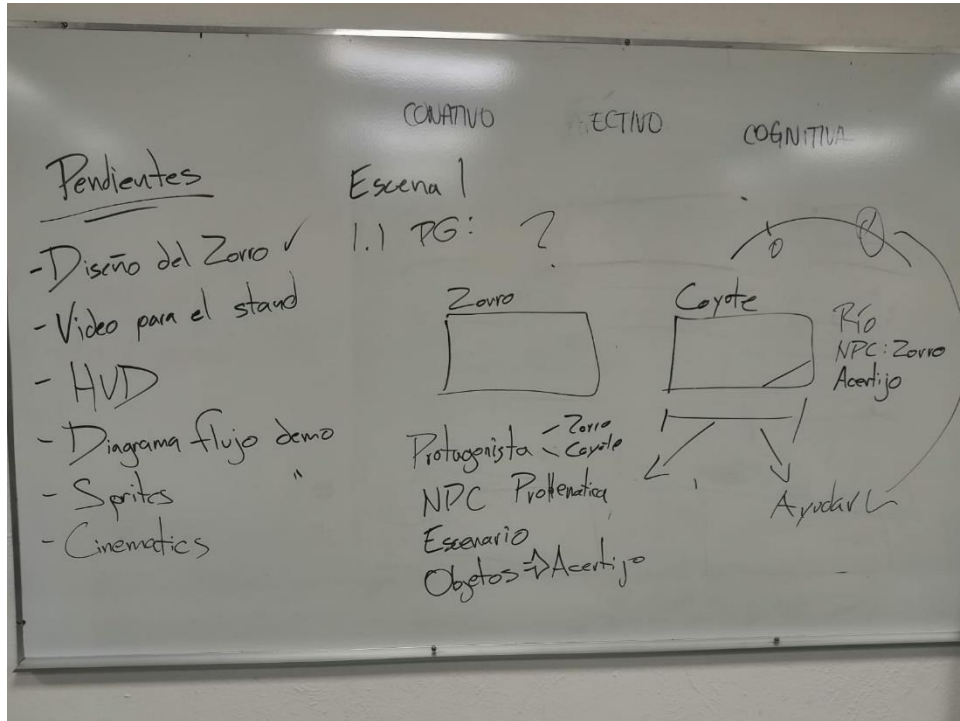 CONATIVO ECTIVO COGNITIVA
Pendientes
- Diseño del Zorro ✓
- Video para el stand
- HUD
- Diagrama flujo demo
- Sprites "
- Cinematics
Escena 1
1.1 PG: ?
Zorro
Protagonista - Zorro
- Coyote
NPC Problematica
Escenario
Objetos ⇒ Acertijo
Coyote
Río
NPC: Zorro
Acertijo
Ayudar